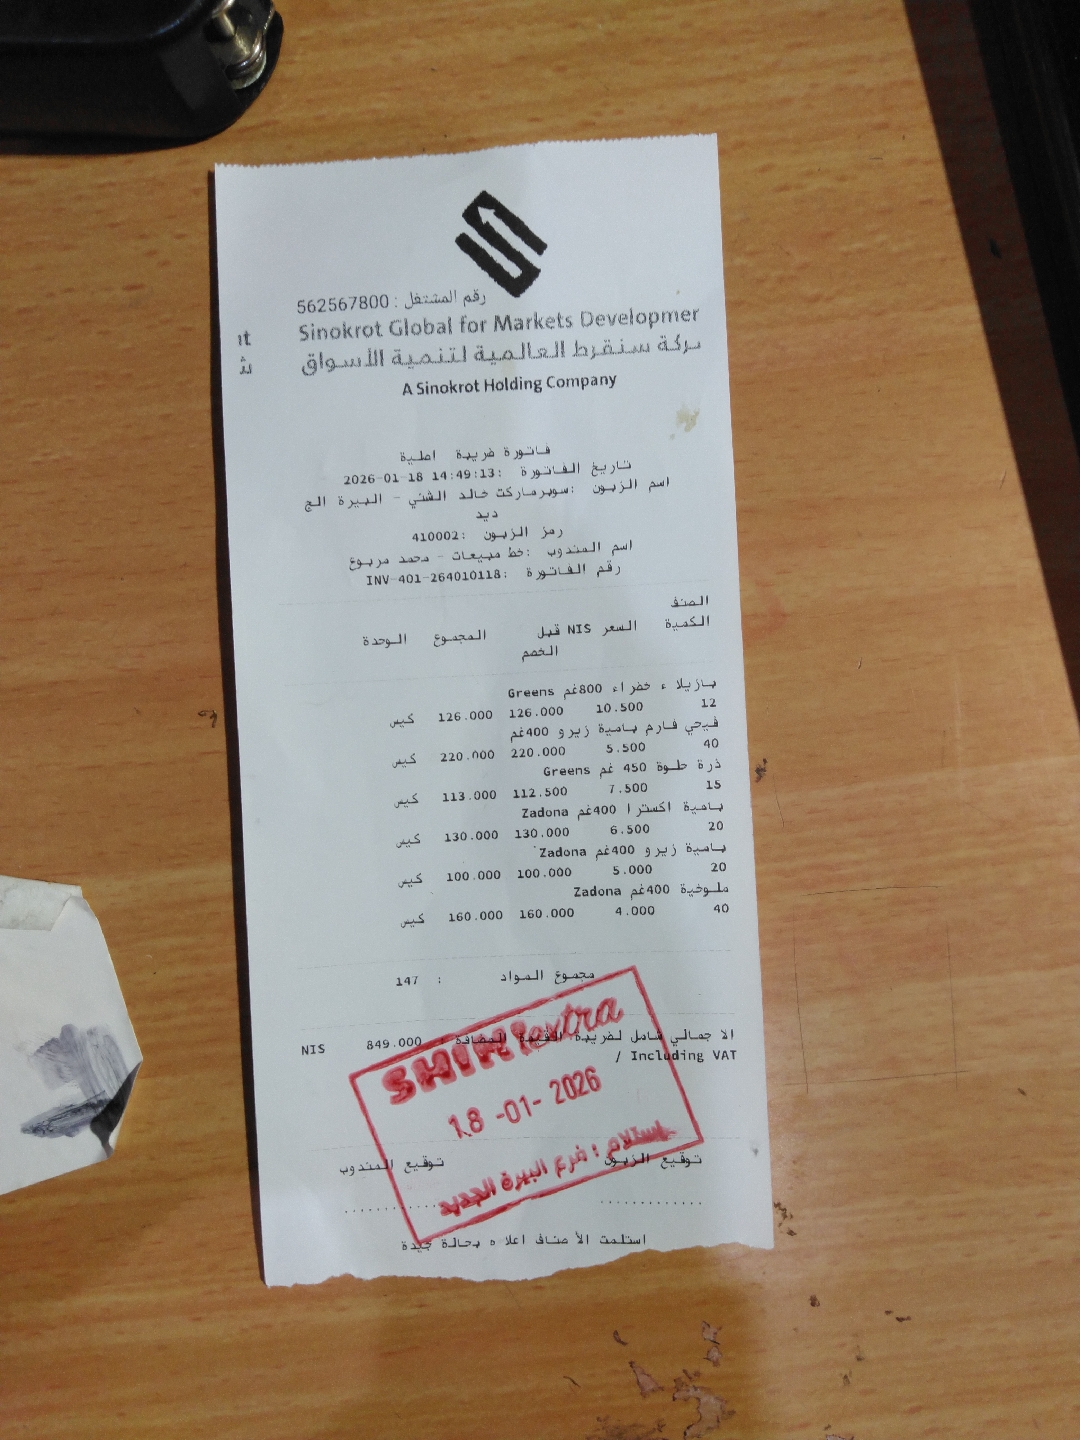 رقم المشتغل : 562567800
Sinokrot Global for Markets Developmer
nt
شركة سنقرط العالمية لتنمية الأسواق
A Sinokrot Holding Company
فاتورة ضريبة اصلية
تاريخ الفاتورة :2026-01-18 14:49:13
اسم الزبون :سوبرماركت خالد الشني - البيرة الج
ديد
رمز الزبون :410002
اسم المندوب :خط مبيعات - محمد مربوع
رقم الفاتورة :INV-401-264010118
الصنف
الكمية السعر NIS قبل المجموع الوحدة
الخصم
بازيلاء خضراء 800غم Greens
12 10.500 126.000 126.000 كيس
فيحي فارم بامية زيرو 400غم
40 5.500 220.000 220.000 كيس
ذرة حلوة 450 غم Greens
15 7.500 112.500 113.000 كيس
بامية اكسترا 400غم Zadona
20 6.500 130.000 130.000 كيس
بامية زيرو 400غم Zadona
20 5.000 100.000 100.000 كيس
ملوخية 400غم Zadona
40 4.000 160.000 160.000 كيس
مجموع المواد : 147
الاجمالي شامل لضريبة القيمة المضافة : 849.000 NIS
/ Including VAT
extra
18 -01- 2026
استلام : فرع البيرة الجديد
توقيع الزبون توقيع المندوب
استلمت الأصناف اعلاه بحالة جيدة